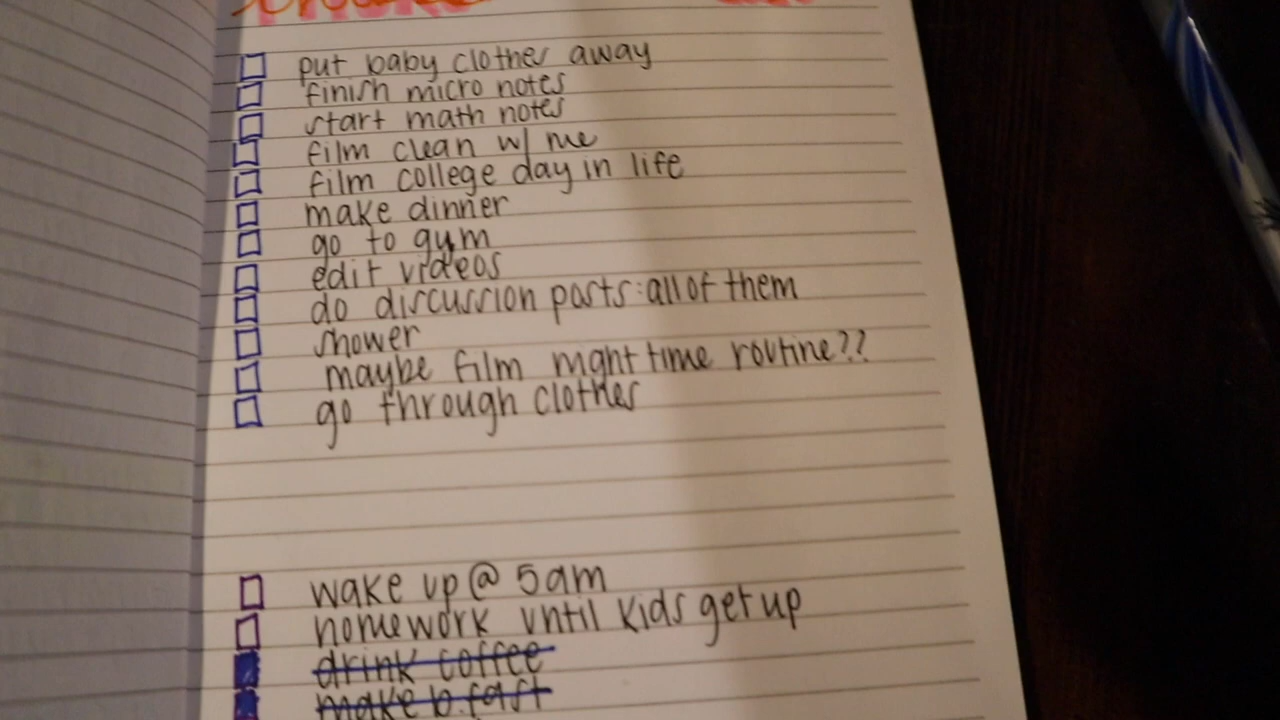 put baby clothes away
finish micro notes
start math notes
film clean w/ me
film college day in life
make dinner
go to gym
edit videos
do discussion posts: all of them
shower
maybe film night time routine??
go through clothes
wake up @ 5am
homework until kids get up
drink coffee
make b.fast